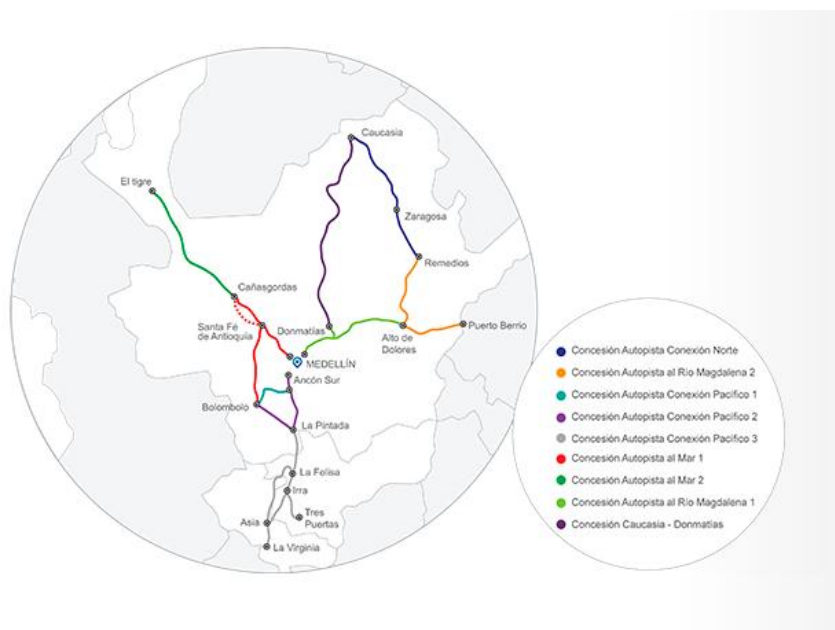 Caucasia
El tigre
Zaragosa
Remedios
Cañasgordas
Santa Fé
de Antioquía
Donmatías
Alto de
Dolores
Puerto Berrio
MEDELLÍN
Ancón Sur
Bolombolo
La Pintada
La Felisa
Irra
Tres
Puertas
Asia
La Virginia
Concesión Autopista Conexión Norte
Concesión Autopista al Río Magdalena 2
Concesión Autopista Conexión Pacífico 1
Concesión Autopista Conexión Pacífico 2
Concesión Autopista Conexión Pacífico 3
Concesión Autopista al Mar 1
Concesión Autopista al Mar 2
Concesión Autopista al Río Magdalena 1
Concesión Caucasia - Donmatías